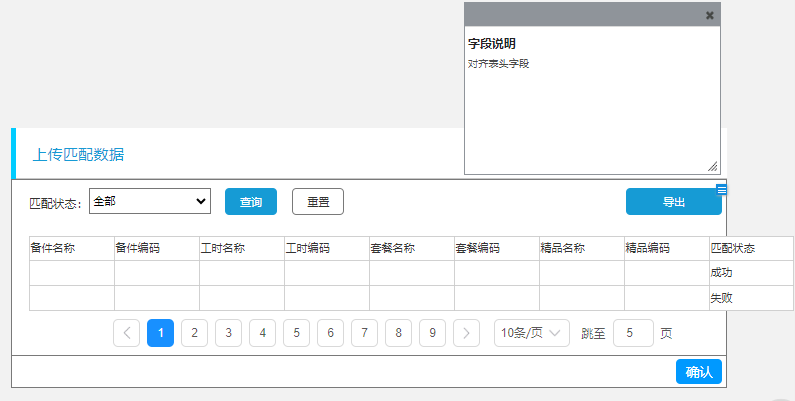 字段说明
对齐表头字段
上传匹配数据
匹配状态： 全部 查询 重置 导出
备件名称 备件编码 工时名称 工时编码 套餐名称 套餐编码 精品名称 精品编码 匹配状态
成功
失败
1 2 3 4 5 6 7 8 9 10条/页 跳至 5 页
确认